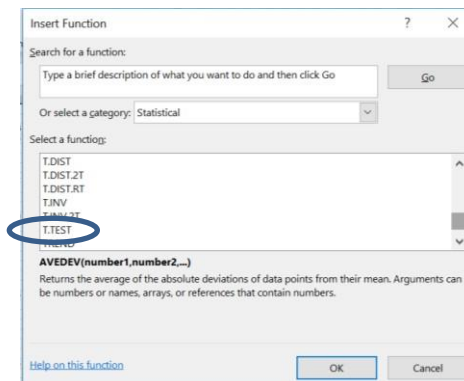 Insert Function ? ×
Search for a function:
Type a brief description of what you want to do and then click Go
Go
Or select a category: Statistical
Select a function:
T.DIST
T.DIST.2T
T.DIST.RT
T.INV
T.INV.2T
T.TEST
TREND
AVEDEV(number1,number2,...)
Returns the average of the absolute deviations of data points from their mean. Arguments can
be numbers or names, arrays, or references that contain numbers.
Help on this function
OK
Cancel